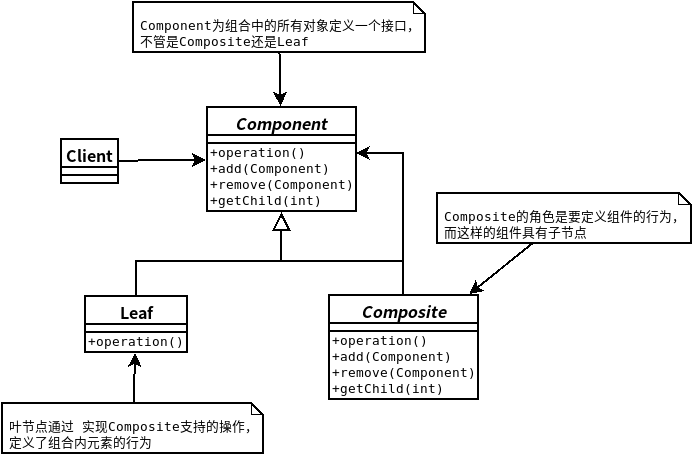 Component为组合中的所有对象定义一个接口，
不管是Composite还是Leaf
Component
+operation()
+add(Component)
+remove(Component)
+getChild(int)
Client
Composite的角色是要定义组件的行为，
而这样的组件具有子节点
Leaf
+operation()
Composite
+operation()
+add(Component)
+remove(Component)
+getChild(int)
叶节点通过 实现Composite支持的操作，
定义了组合内元素的行为